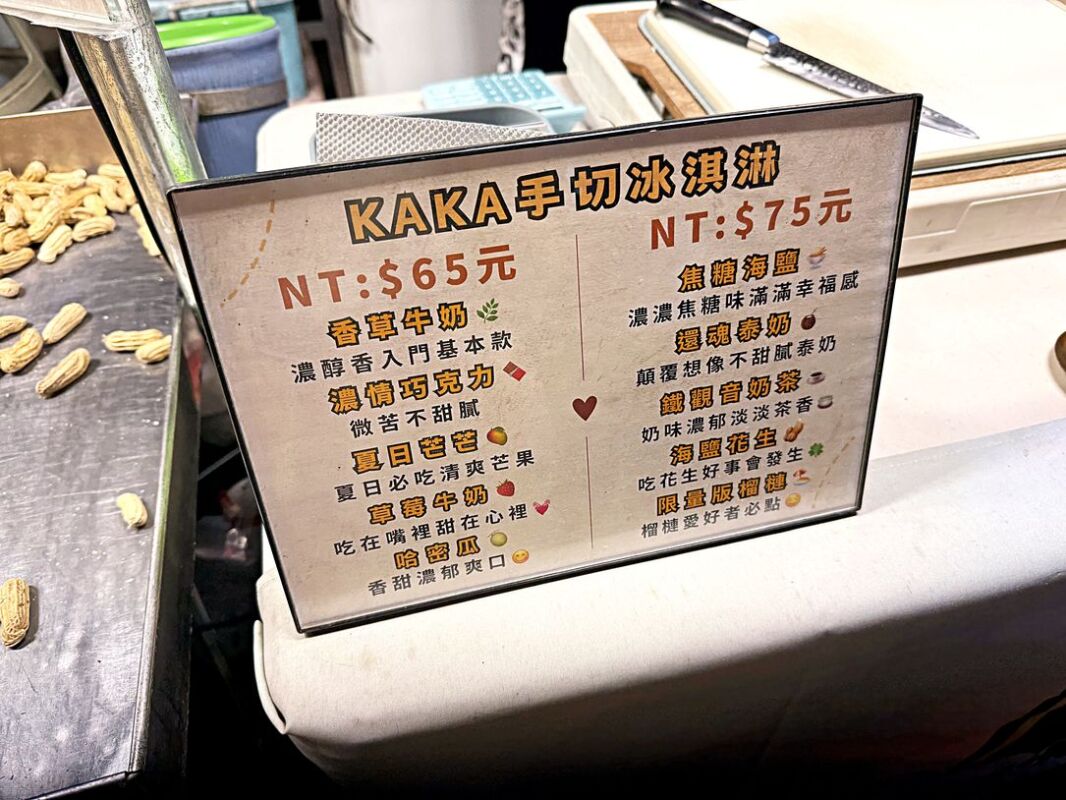 KAKA手切冰淇淋
NT:$65元
香草牛奶
濃醇香入門基本款
濃情巧克力
微苦不甜膩
夏日芒芒
夏日必吃清爽芒果
草莓牛奶
吃在嘴裡甜在心裡
哈密瓜
香甜濃郁爽口
NT:$75元
焦糖海鹽
濃濃焦糖味滿滿幸福感
還魂泰奶
顛覆想像不甜膩泰奶
鐵觀音奶茶
奶味濃郁淡淡茶香
海鹽花生
吃花生好事會發生
限量版榴槤
榴槤愛好者必點